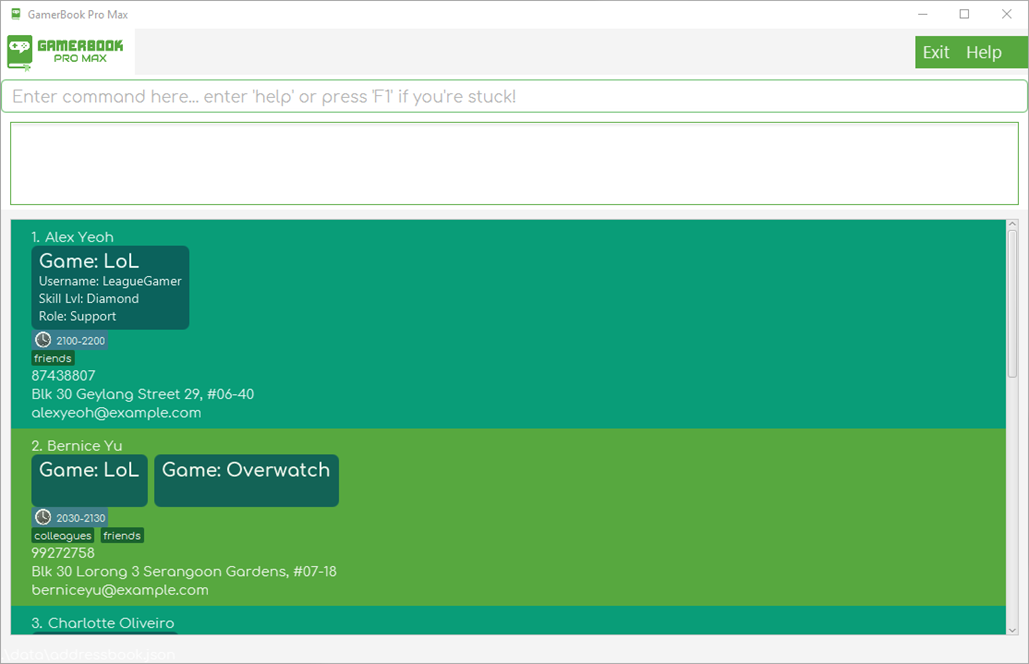 GamerBook Pro Max
GAMERBOOK
PRO MAX
Exit Help
Enter command here... enter 'help' or press 'F1' if you're stuck!
1. Alex Yeoh
Game: LoL
Username: LeagueGamer
Skill Lvl: Diamond
Role: Support
2100-2200
friends
87438807
Blk 30 Geylang Street 29, #06-40
alexyeoh@example.com
2. Bernice Yu
Game: LoL Game: Overwatch
2030-2130
colleagues friends
99272758
Blk 30 Lorong 3 Serangoon Gardens, #07-18
berniceyu@example.com
3. Charlotte Oliveiro
.\data\addressbook.json